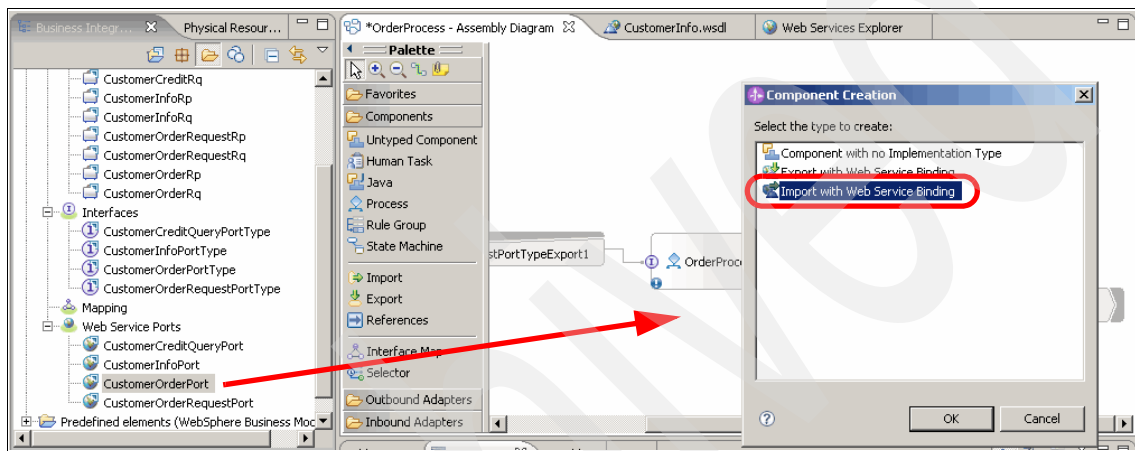 Business Integr...
Physical Resour...
*OrderProcess - Assembly Diagram
CustomerInfo.wsdl
Web Services Explorer
CustomerCreditRq
CustomerInfoRp
CustomerInfoRq
CustomerOrderRequestRp
CustomerOrderRequestRq
CustomerOrderRp
CustomerOrderRq
Interfaces
CustomerCreditQueryPortType
CustomerInfoPortType
CustomerOrderPortType
CustomerOrderRequestPortType
Mapping
Web Service Ports
CustomerCreditQueryPort
CustomerInfoPort
CustomerOrderPort
CustomerOrderRequestPort
Predefined elements (WebSphere Business Moc
Palette
Favorites
Components
Untyped Component
Human Task
Java
Process
Rule Group
State Machine
Import
Export
References
Interface Map
Selector
Outbound Adapters
Inbound Adapters
stPortTypeExport1
OrderProce
Component Creation
Select the type to create:
Component with no Implementation Type
Export with Web Service Binding
Import with Web Service Binding
OK
Cancel